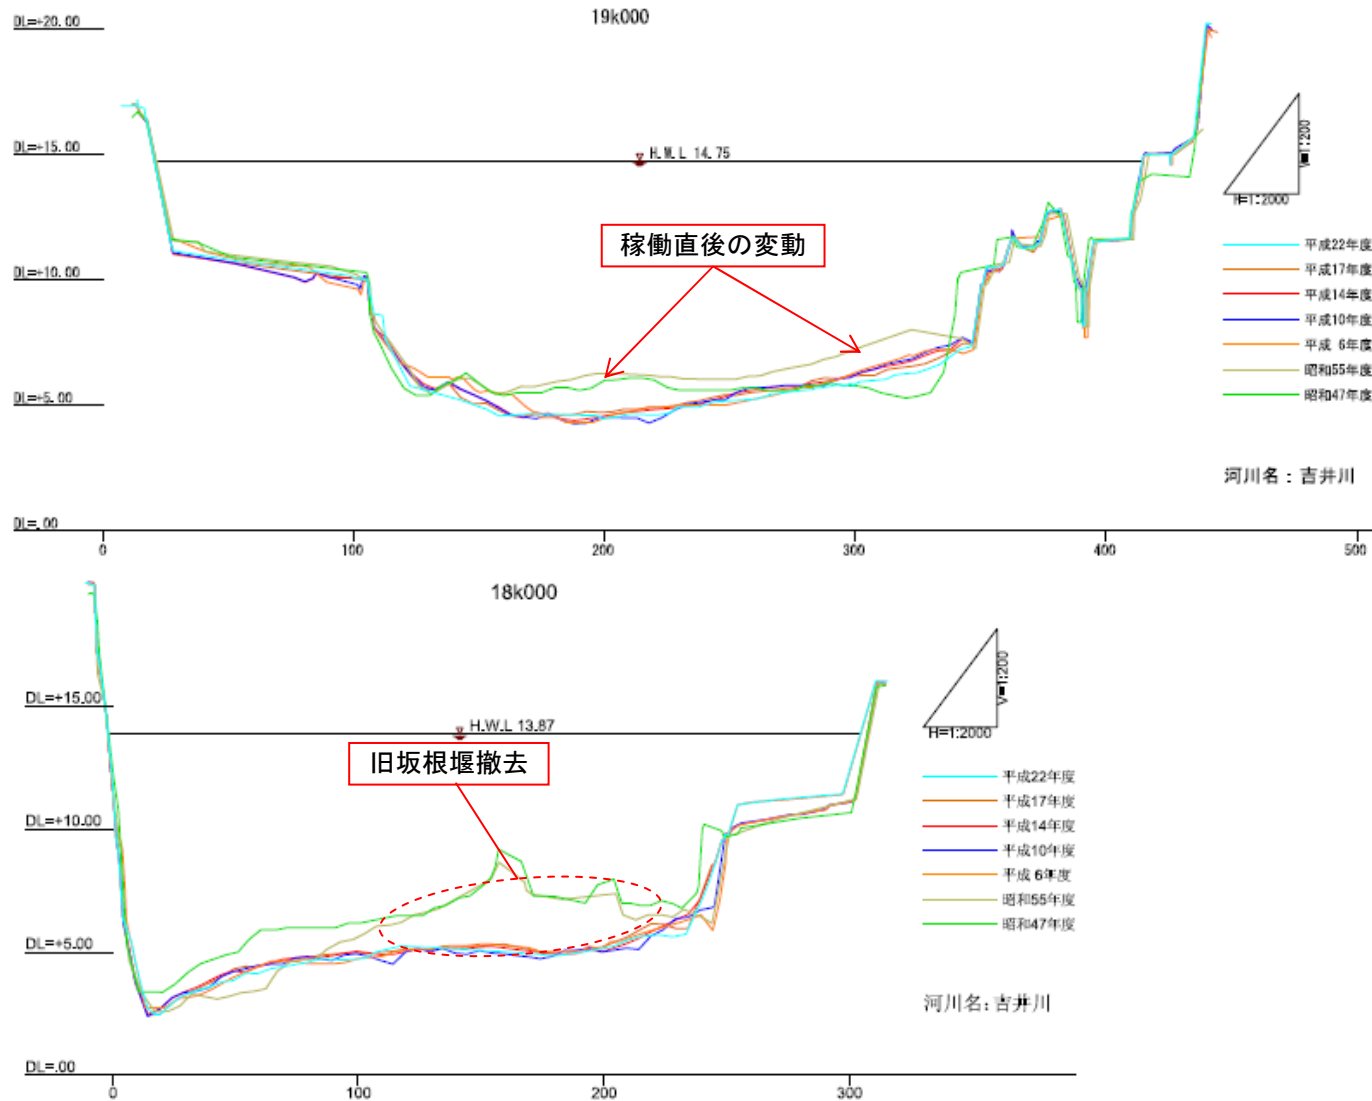 19k000
DL=+20.00
DL=+15.00
H.W.L 14.75
V=1:200
H=1:2000
稼働直後の変動
DL=+10.00
DL=+5.00
DL=.00
平成22年度
平成17年度
平成14年度
平成10年度
平成 6年度
昭和55年度
昭和47年度
河川名：吉井川
0
100
200
300
400
500
18k000
DL=+15.00
H.W.L 13.87
V=1:200
H=1:2000
旧坂根堰撤去
DL=+10.00
DL=+5.00
DL=.00
平成22年度
平成17年度
平成14年度
平成10年度
平成 6年度
昭和55年度
昭和47年度
河川名:吉井川
0
100
200
300